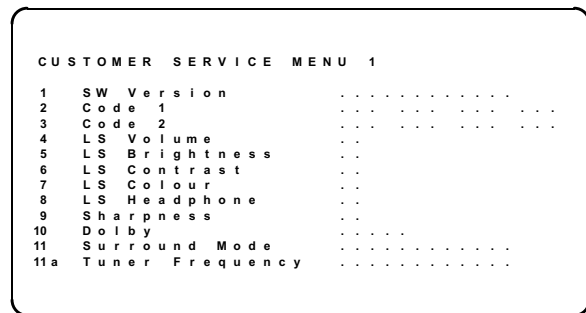 CUSTOMER SERVICE MENU 1
1 SW Version . . . . . . . . . . . .
2 Code 1 . . . . . . . . . . . .
3 Code 2 . . . . . . . . . . . .
4 LS Volume . .
5 LS Brightness . .
6 LS Contrast . .
7 LS Colour . .
8 LS Headphone . .
9 Sharpness . .
10 Dolby . . . . .
11 Surround Mode . . . . . . . . . . . .
11a Tuner Frequency . . . . . . . . . . . .